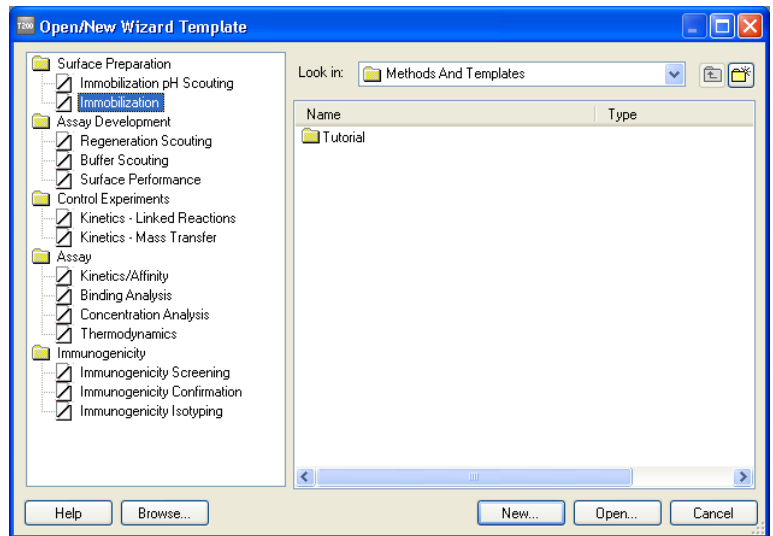 T200 Open/New Wizard Template
Surface Preparation
Immobilization pH Scouting
Immobilization
Assay Development
Regeneration Scouting
Buffer Scouting
Surface Performance
Control Experiments
Kinetics - Linked Reactions
Kinetics - Mass Transfer
Assay
Kinetics/Affinity
Binding Analysis
Concentration Analysis
Thermodynamics
Immunogenicity
Immunogenicity Screening
Immunogenicity Confirmation
Immunogenicity Isotyping
Look in: Methods And Templates
Name Type
Tutorial
Help Browse... New... Open... Cancel